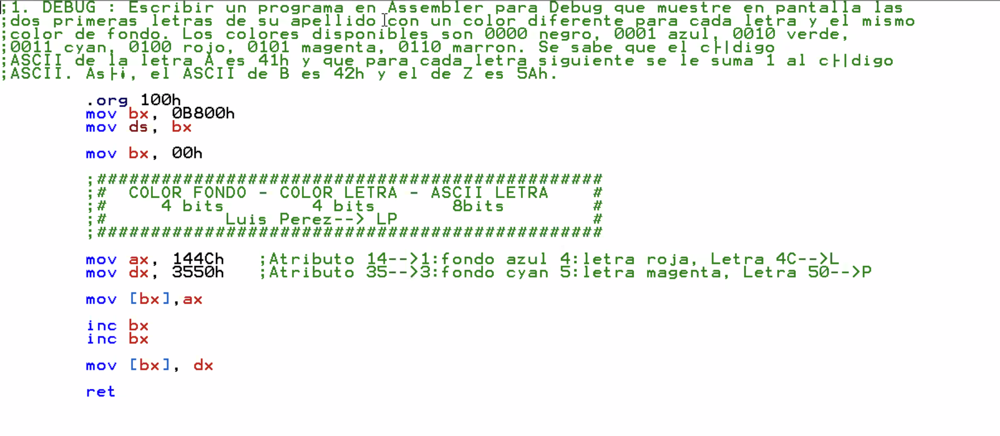 ;1. DEBUG : Escribir un programa en Assembler para Debug que muestre en pantalla las
;dos primeras letras de su apellido con un color diferente para cada letra y el mismo
;color de fondo. Los colores disponibles son 0000 negro, 0001 azul, 0010 verde,
;0011 cyan, 0100 rojo, 0101 magenta, 0110 marron. Se sabe que el c├│digo
;ASCII de la letra A es 41h y que para cada letra siguiente se le suma 1 al c├│digo
;ASCII. As├¡, el ASCII de B es 42h y el de Z es 5Ah.
.org 100h
mov bx, 0B800h
mov ds, bx
mov bx, 00h
;###############################################
;# COLOR FONDO - COLOR LETRA - ASCII LETRA #
;# 4 bits 4 bits 8bits #
;# Luis Perez--> LP #
;###############################################
mov ax, 144Ch ;Atributo 14-->1:fondo azul 4:letra roja, Letra 4C-->L
mov dx, 3550h ;Atributo 35-->3:fondo cyan 5:letra magenta, Letra 50-->P
mov [bx],ax
inc bx
inc bx
mov [bx], dx
ret